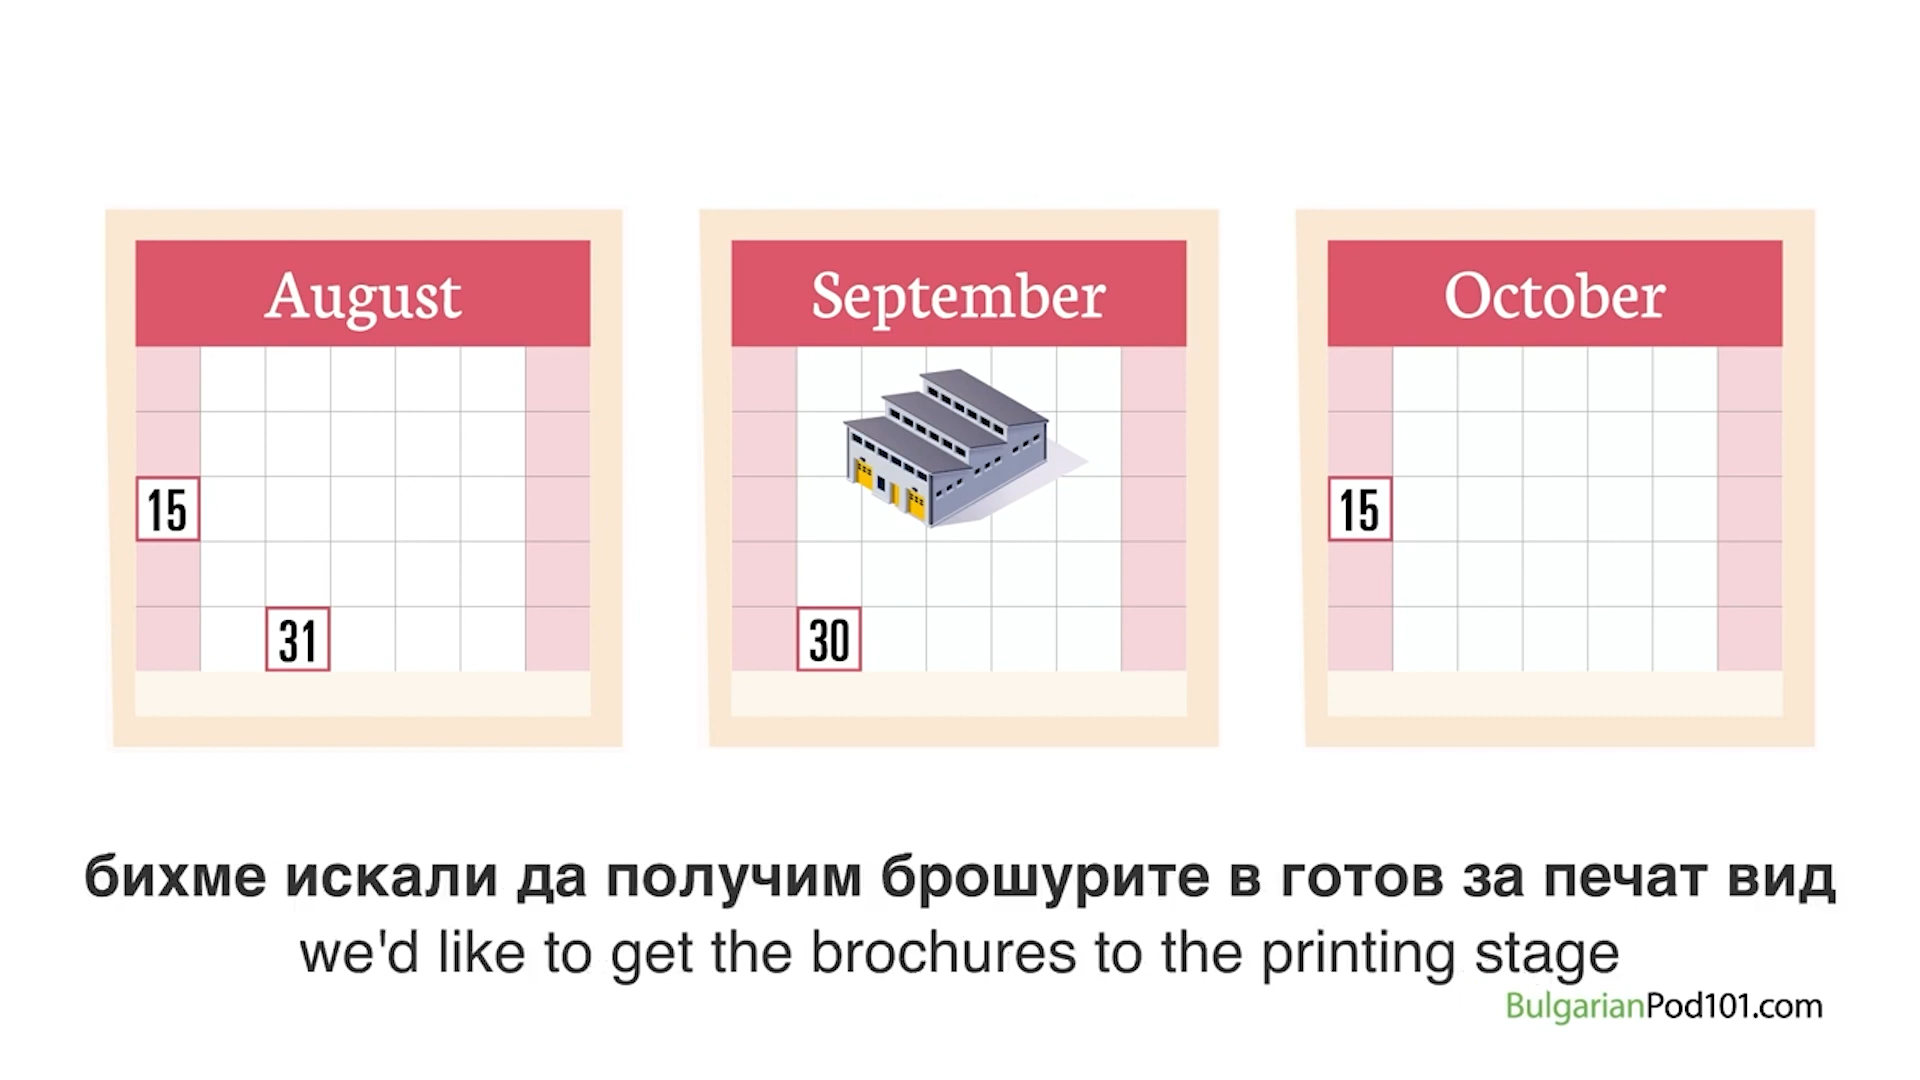 August
September
October
15
15
31
30
бихме искали да получим брошурите в готов за печат вид
we'd like to get the brochures to the printing stage
BulgarianPod101.com